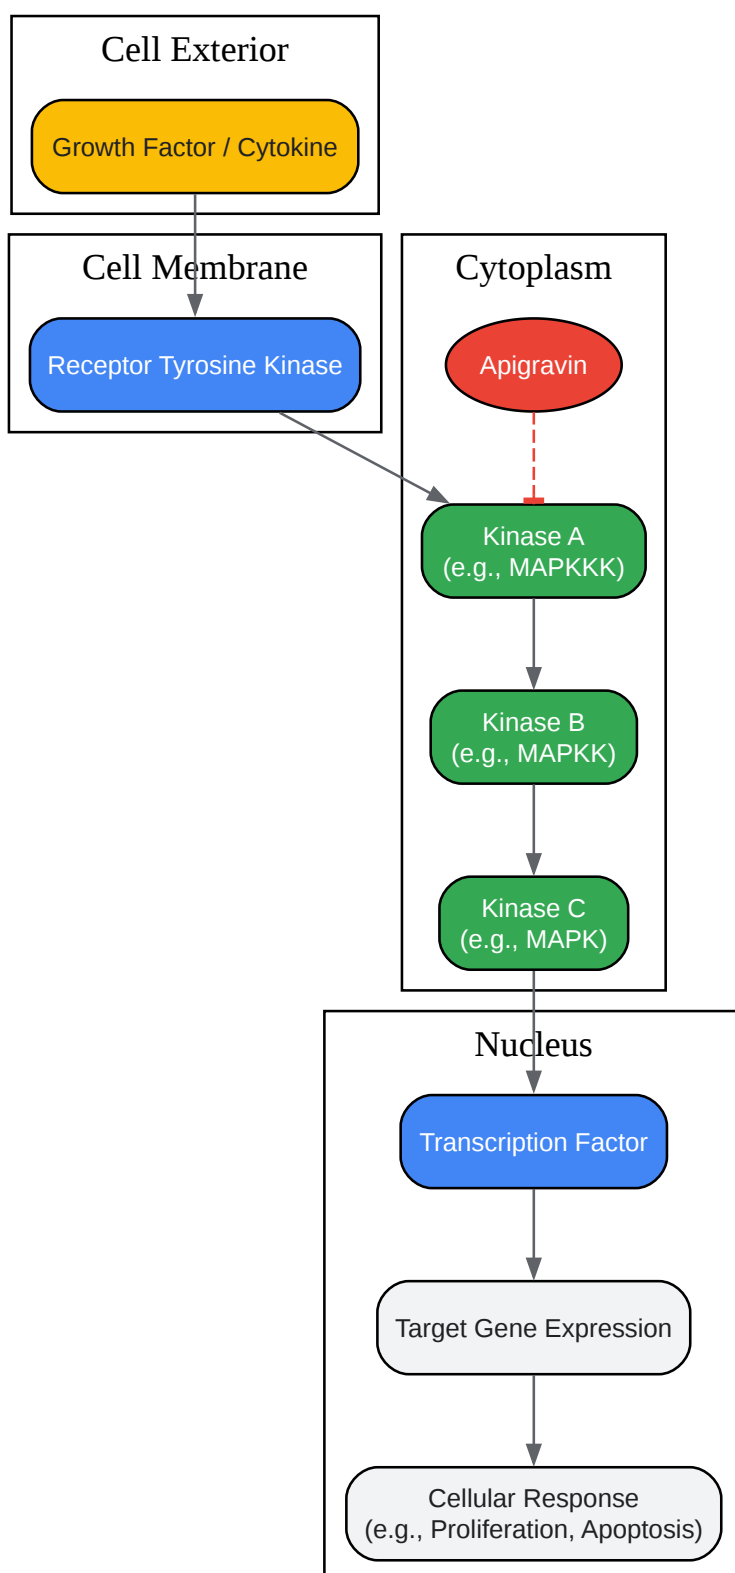 Cell Exterior
Growth Factor / Cytokine
Cell Membrane
Receptor Tyrosine Kinase
Cytoplasm
Apigravin
Kinase A
(e.g., MAPKKK)
Kinase B
(e.g., MAPKK)
Kinase C
(e.g., MAPK)
Nucleus
Transcription Factor
Target Gene Expression
Cellular Response
(e.g., Proliferation, Apoptosis)